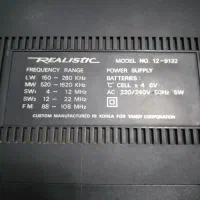 REALISTIC MODEL NO. 12-9132
FREQUENCY RANGE POWER SUPPLY
LW 150 - 280 KHz BATTERIES:
MW 520 - 1620 KHz "C" CELL x 4 6V
SW1 4 - 12 MHz AC 220/240V 50Hz 5W
SW2 12 - 22 MHz
FM 88 - 108 MHz
CUSTOM MANUFACTURED IN KOREA FOR TANDY CORPORATION